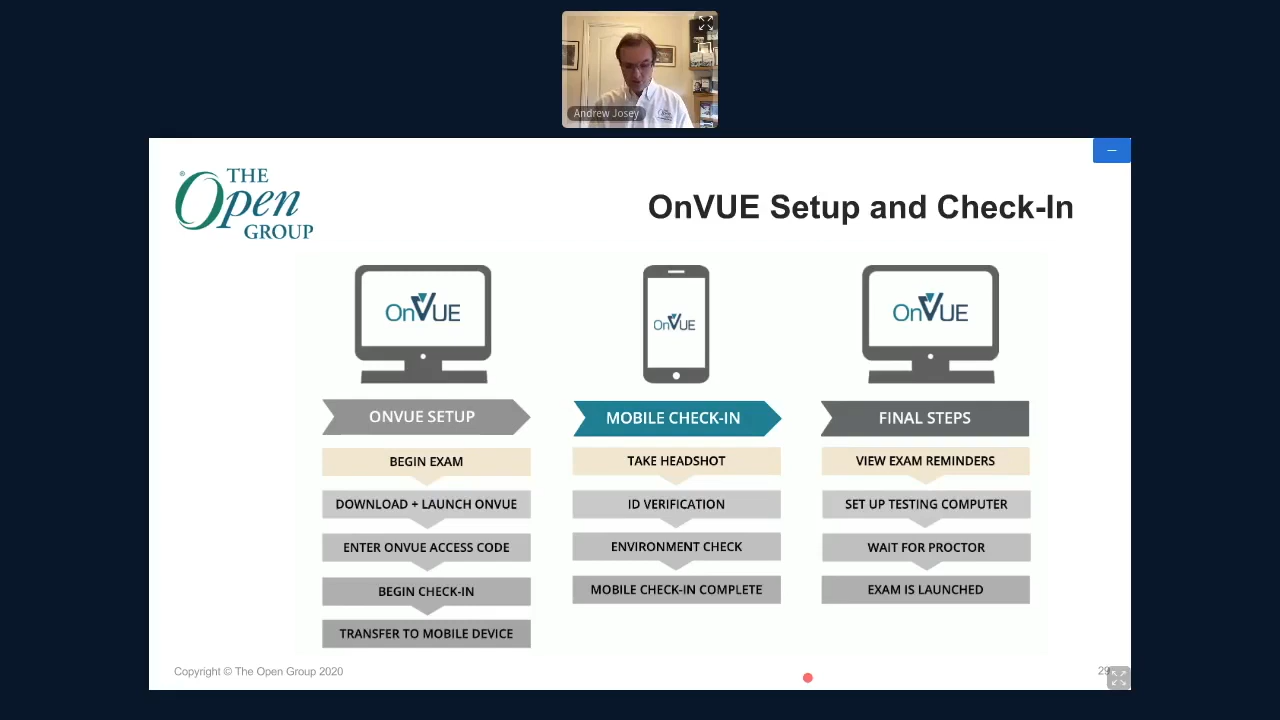 Andrew Josey
THE
Open
GROUP
®
OnVUE Setup and Check-In
OnVUE
OnVUE
OnVUE
ONVUE SETUP
BEGIN EXAM
DOWNLOAD + LAUNCH ONVUE
ENTER ONVUE ACCESS CODE
BEGIN CHECK-IN
TRANSFER TO MOBILE DEVICE
MOBILE CHECK-IN
TAKE HEADSHOT
ID VERIFICATION
ENVIRONMENT CHECK
MOBILE CHECK-IN COMPLETE
FINAL STEPS
VIEW EXAM REMINDERS
SET UP TESTING COMPUTER
WAIT FOR PROCTOR
EXAM IS LAUNCHED
Copyright © The Open Group 2020
29